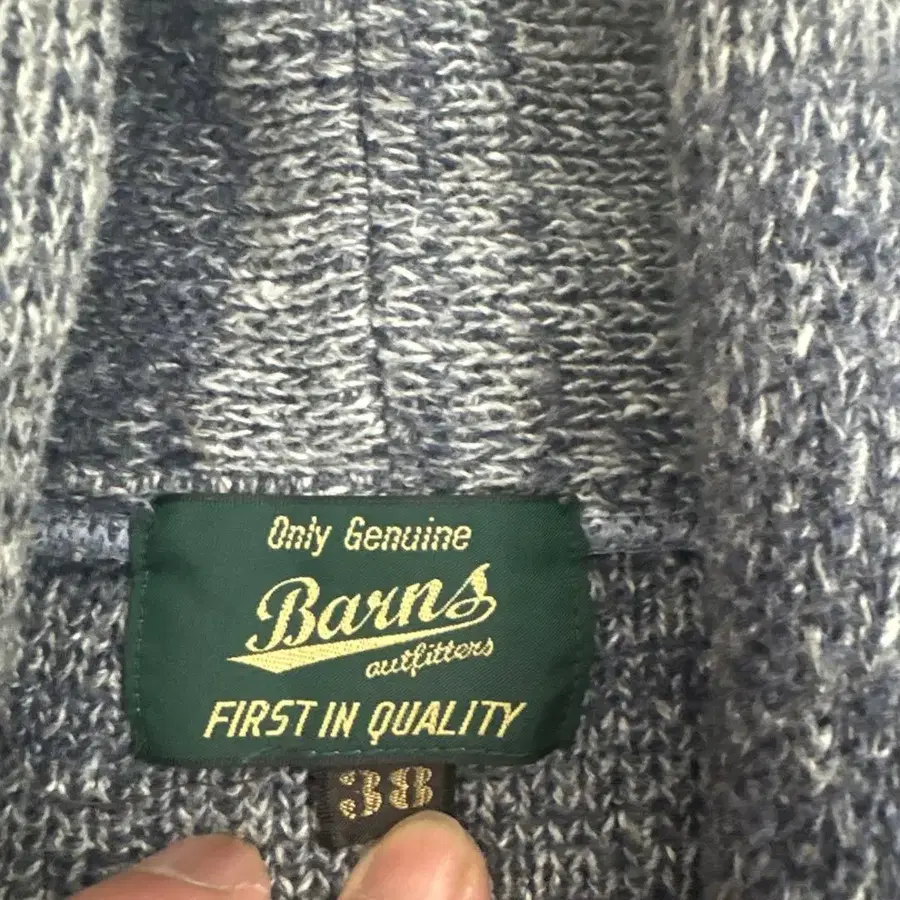 Only Genuine
Barns
outfitters
FIRST IN QUALITY
38